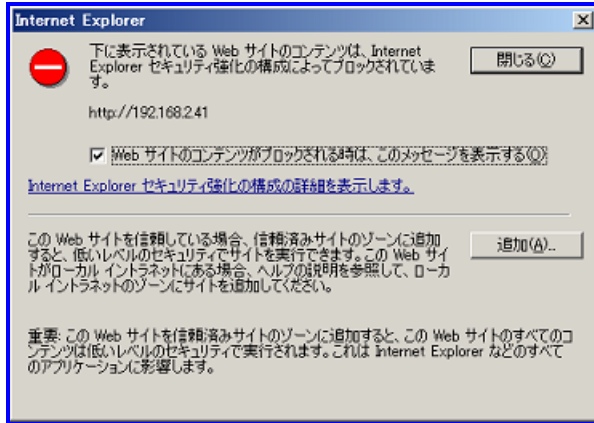 Internet Explorer
下に表示されている Web サイトのコンテンツは、Internet
Explorer セキュリティ強化の構成によってブロックされていま
す。
閉じる(C)
http://192.168.2.41
Web サイトのコンテンツがブロックされる時は、このメッセージを表示する(O)
Internet Explorer セキュリティ強化の構成の詳細を表示します。
この Web サイトを信頼している場合、信頼済みサイトのゾーンに追加
すると、低いレベルのセキュリティでサイトを実行できます。この Web サイ
トがローカル イントラネットにある場合、ヘルプの説明を参照して、ローカ
ル イントラネットのゾーンにサイトを追加してください。
追加(A)...
重要: この Web サイトを信頼済みサイトのゾーンに追加すると、この Web サイトのすべてのコ
ンテンツは低いレベルのセキュリティで実行されます。これは Internet Explorer などのすべて
のアプリケーションに影響します。